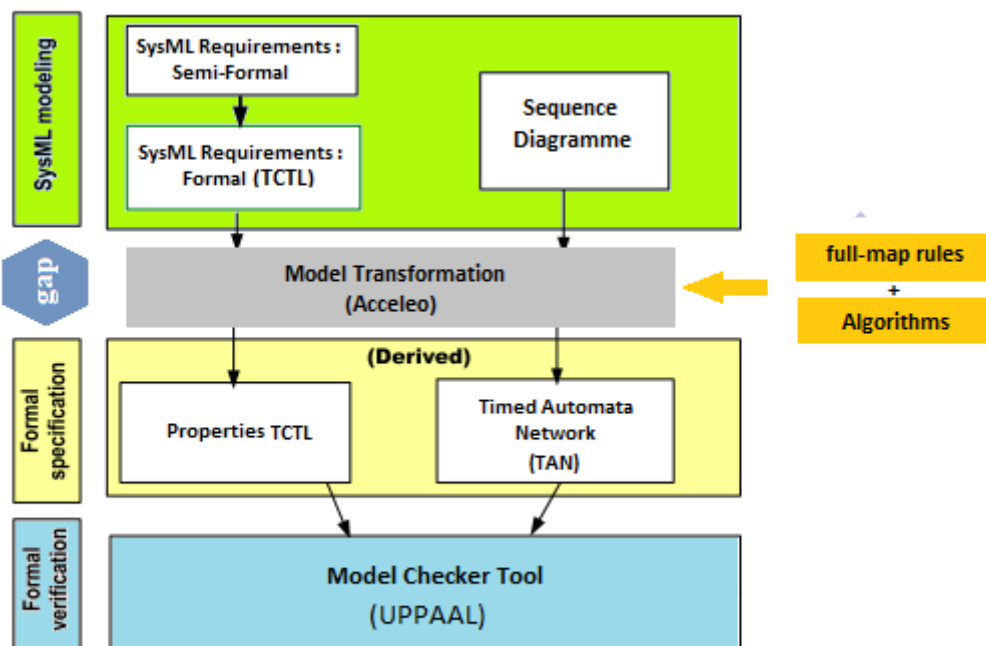 SysML modeling
SysML Requirements :
Semi-Formal
SysML Requirements :
Formal (TCTL)
Sequence
Diagramme
gap
Model Transformation
(Acceleo)
full-map rules
+
Algorithms
Formal
specification
(Derived)
Properties TCTL
Timed Automata
Network
(TAN)
Formal
verification
Model Checker Tool
(UPPAAL)